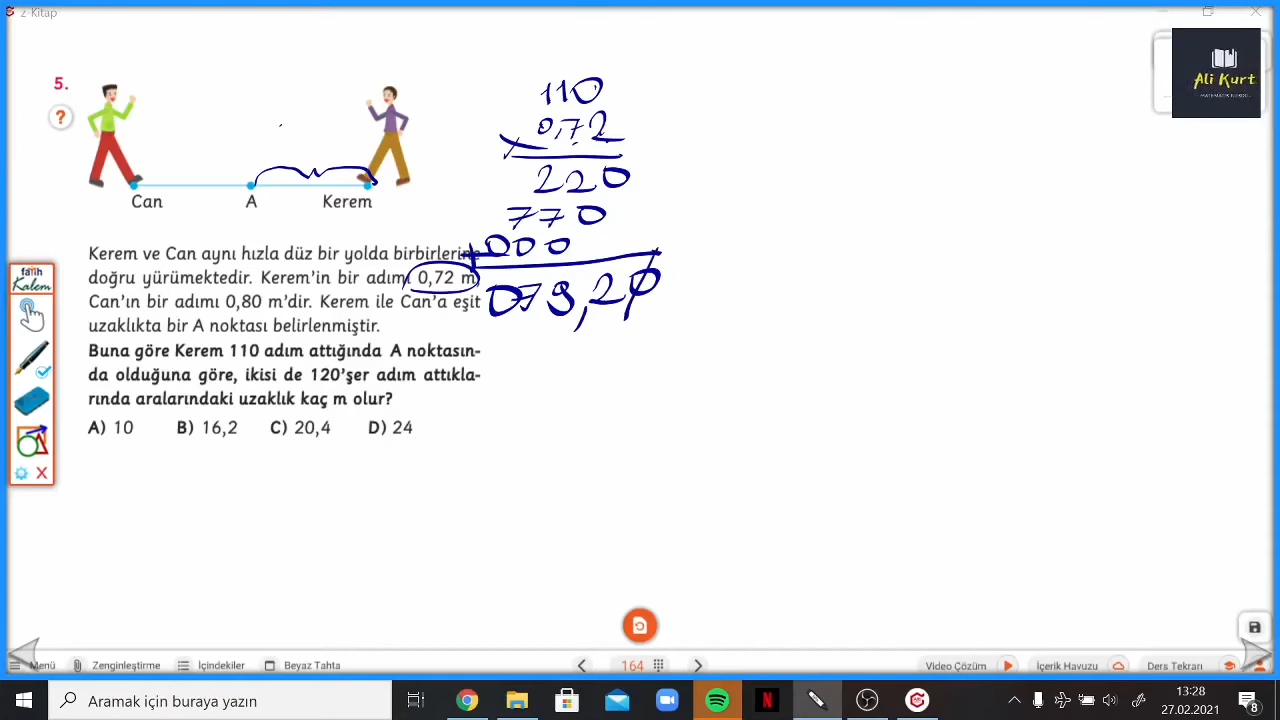 z-Kitap
Ali Kurt
5.
?
Can
A
Kerem
110
0,72
220
770
000
079,20
Kerem ve Can aynı hızla düz bir yolda birbirlerine
doğru yürümektedir. Kerem'in bir adımı 0,72 m,
Can'ın bir adımı 0,80 m'dir. Kerem ile Can'a eşit
uzaklıkta bir A noktası belirlenmiştir.
Buna göre Kerem 110 adım attığında A noktasın-
da olduğuna göre, ikisi de 120'şer adım attıkla-
rında aralarındaki uzaklık kaç m olur?
A) 10 B) 16,2 C) 20,4 D) 24
fatih
Kalem
Menü Zenginleştirme İçindekiler Beyaz Tahta 164 Video Çözüm İçerik Havuzu Ders Tekrarı
Aramak için buraya yazın
13:28
27.02.2021
8